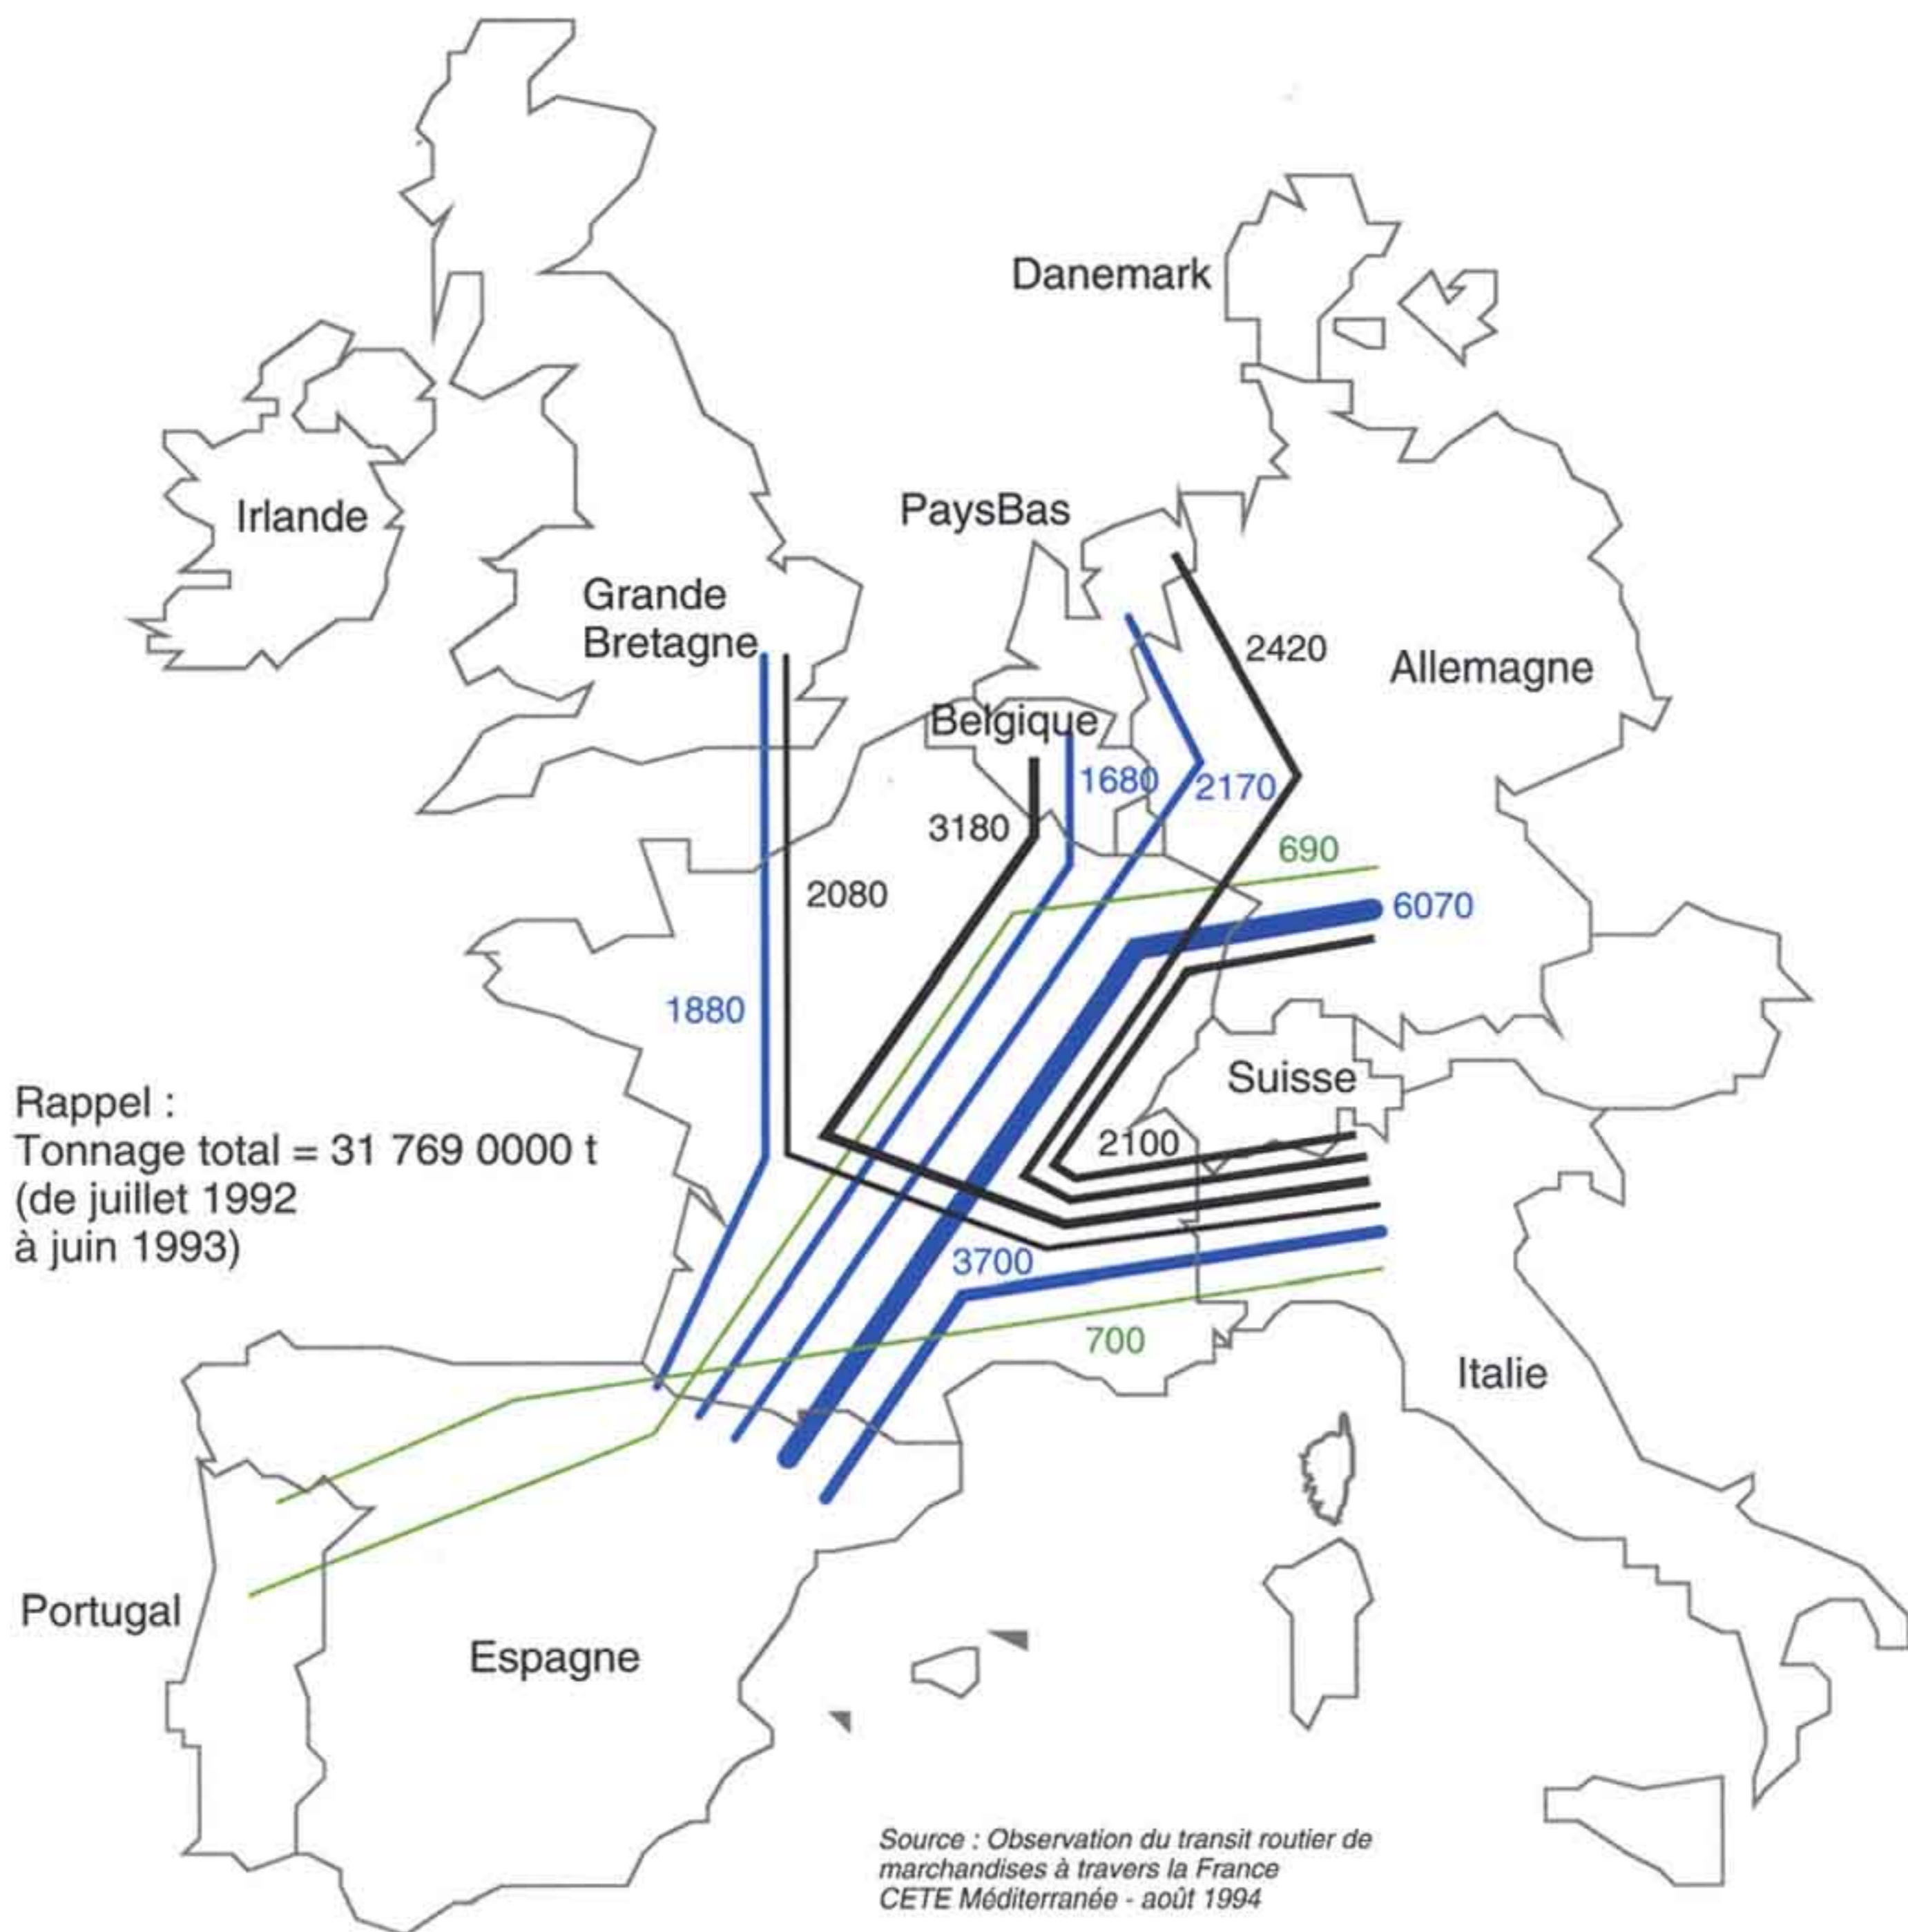 Danemark
PaysBas
Irlande
Grande
Bretagne
2420
Allemagne
Belgique
1680
2170
3180
690
2080
6070
1880
Suisse
Rappel :
Tonnage total = 31 769 0000 t
(de juillet 1992
à juin 1993)
2100
3700
700
Italie
Portugal
Espagne
Source : Observation du transit routier de
marchandises à travers la France
CETE Méditerranée - août 1994